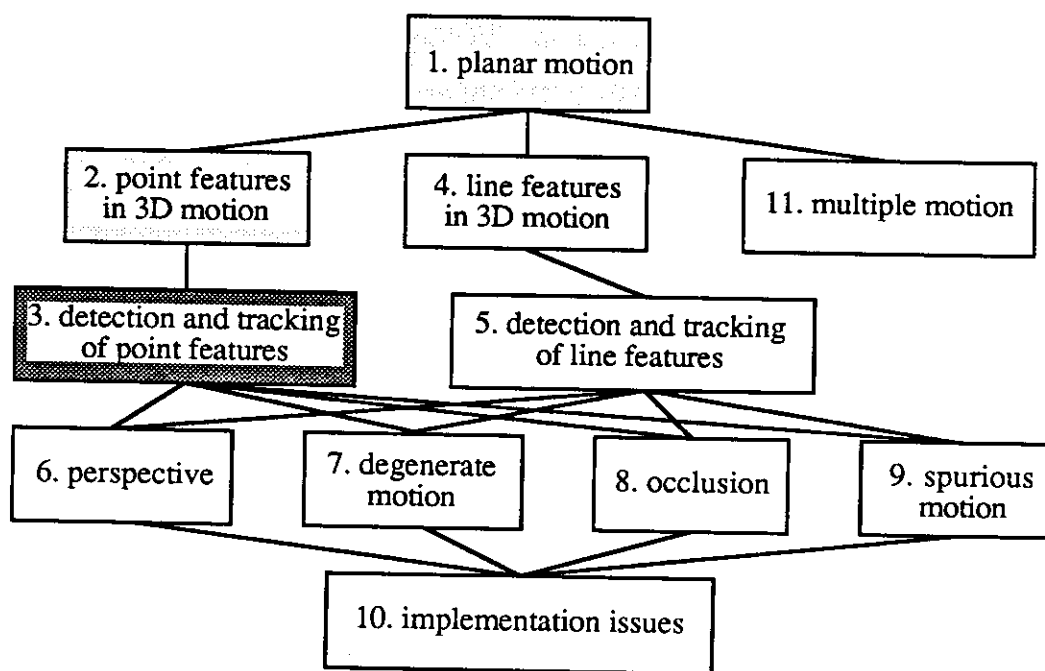 1. planar motion
2. point features
in 3D motion
4. line features
in 3D motion
11. multiple motion
3. detection and tracking
of point features
5. detection and tracking
of line features
6. perspective
7. degenerate
motion
8. occlusion
9. spurious
motion
10. implementation issues